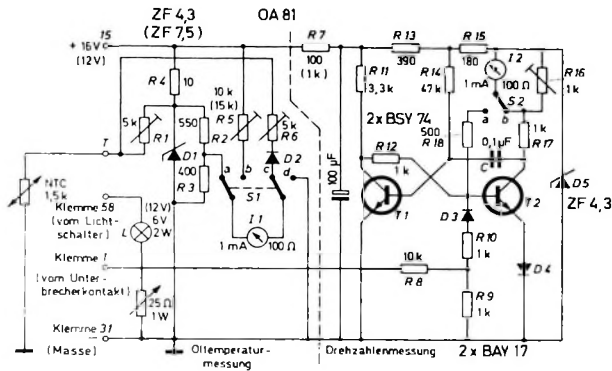 ZF 4,3
(ZF 7,5)
OA 81
15
+ 16V
(12V)
R7
100
(1k)
R13
390
R15
180
I2
1mA
100Ω
R16
1k
R4
10
10k
(15k)
R5
5k
R6
R11
3,3k
R14
47k
S2
a
b
2x BSY 74
5k
R1
550
R2
D1
400
R3
D2
a
b
c
d
S1
I1
1mA
100Ω
100µF
R12
1k
500
R18
0,1µF
C
1k
R17
D5
ZF 4,3
T1
T2
D3
D4
T
NTC
1,5k
Klemme 58
(vom Licht-
schalter)
L
(12V)
6V
2W
Klemme 1
(vom Unter-
brecherkontakt)
25Ω
1W
10k
R8
R10
1k
R9
1k
Klemme 31
(Masse)
Öltemperatur-
messung
Drehzahlenmessung
2x BAY 17